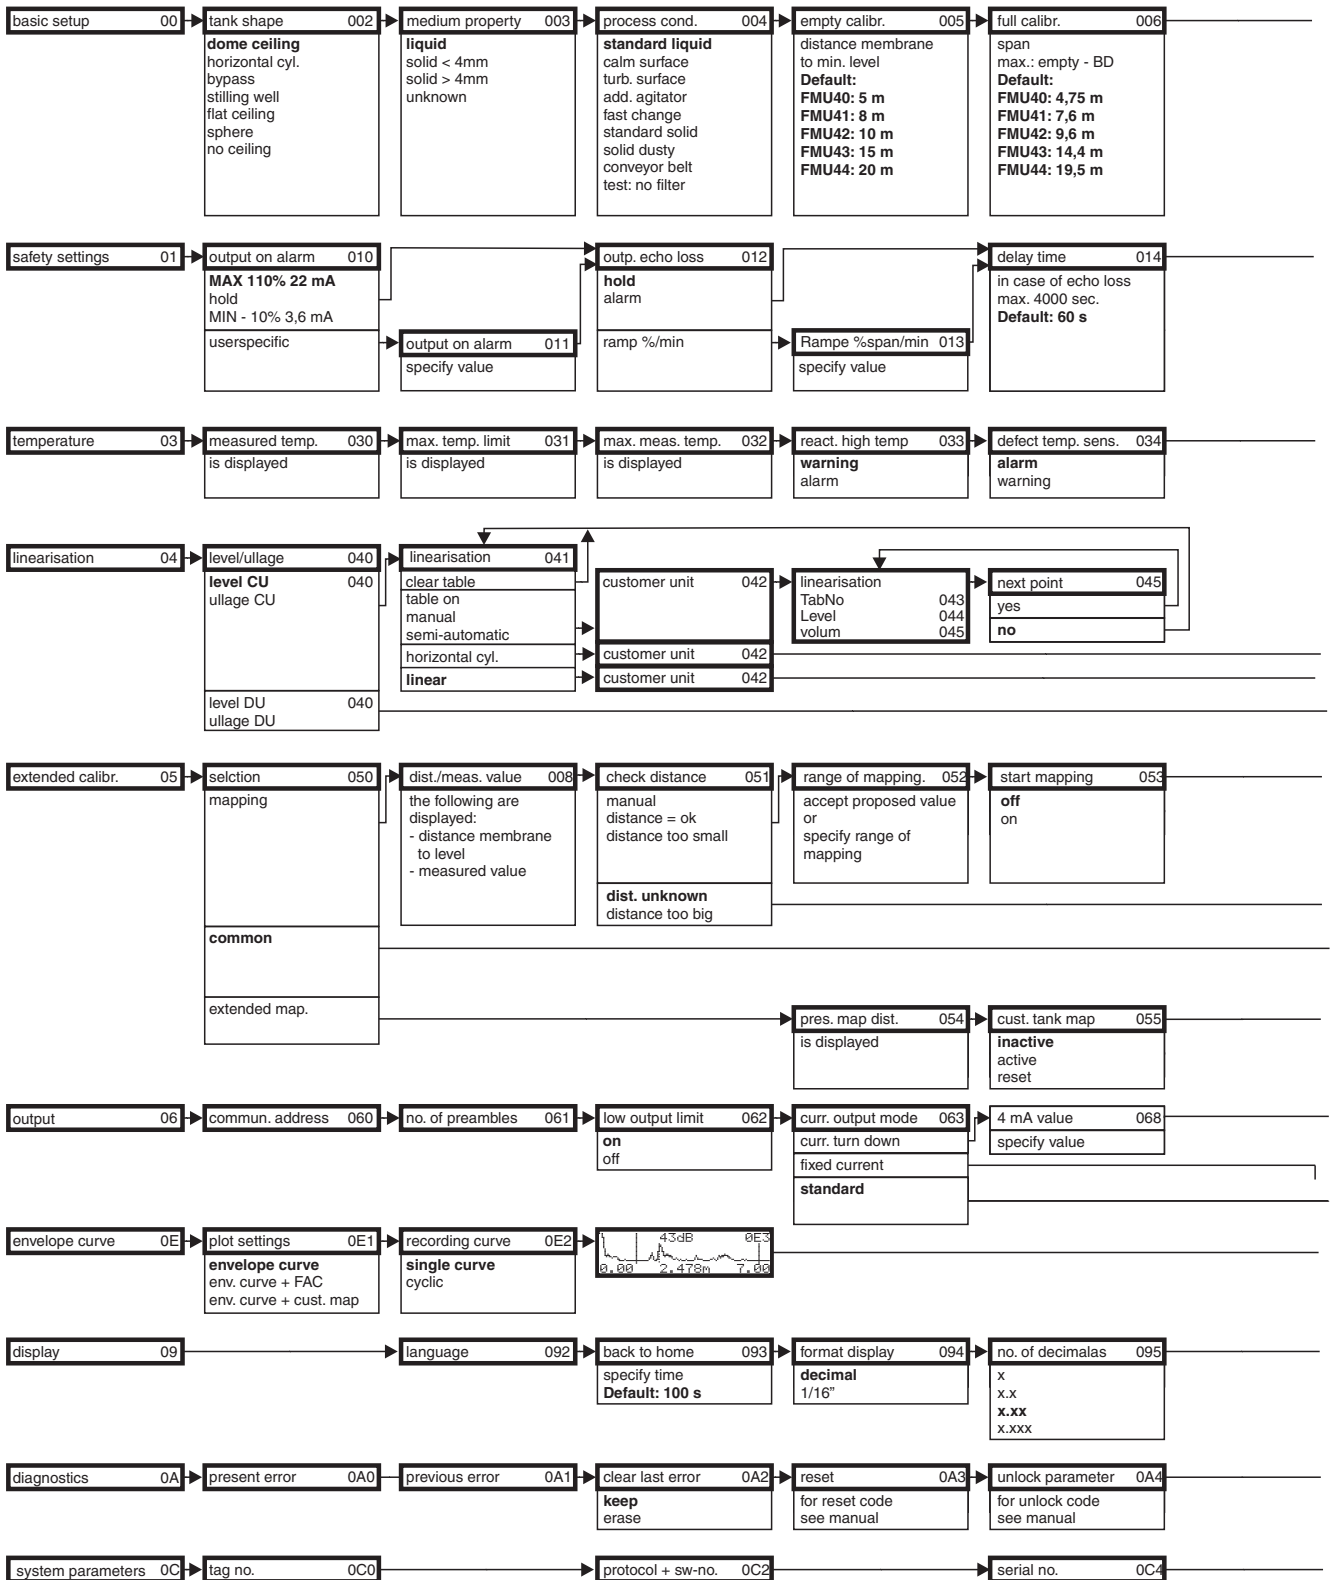 basic setup 00
tank shape 002
dome ceiling
horizontal cyl.
bypass
stilling well
flat ceiling
sphere
no ceiling
medium property 003
liquid
solid < 4mm
solid > 4mm
unknown
process cond. 004
standard liquid
calm surface
turb. surface
add. agitator
fast change
standard solid
solid dusty
conveyor belt
test: no filter
empty calibr. 005
distance membrane
to min. level
Default:
FMU40: 5 m
FMU41: 8 m
FMU42: 10 m
FMU43: 15 m
FMU44: 20 m
full calibr. 006
span
max.: empty - BD
Default:
FMU40: 4,75 m
FMU41: 7,6 m
FMU42: 9,6 m
FMU43: 14,4 m
FMU44: 19,5 m
safety settings 01
output on alarm 010
MAX 110% 22 mA
hold
MIN - 10% 3,6 mA
userspecific
output on alarm 011
specify value
outp. echo loss 012
hold
alarm
ramp %/min
Rampe %span/min 013
specify value
delay time 014
in case of echo loss
max. 4000 sec.
Default: 60 s
temperature 03
measured temp. 030
is displayed
max. temp. limit 031
is displayed
max. meas. temp. 032
is displayed
react. high temp 033
warning
alarm
defect temp. sens. 034
alarm
warning
linearisation 04
level/ullage 040
level CU 040
ullage CU
level DU 040
ullage DU
linearisation 041
clear table
table on
manual
semi-automatic
horizontal cyl.
linear
customer unit 042
customer unit 042
customer unit 042
linearisation
TabNo 043
Level 044
volum 045
next point 045
yes
no
extended calibr. 05
selction 050
mapping
common
extended map.
dist./meas. value 008
the following are
displayed:
- distance membrane
to level
- measured value
check distance 051
manual
distance = ok
distance too small
dist. unknown
distance too big
range of mapping. 052
accept proposed value
or
specify range of
mapping
start mapping 053
off
on
pres. map dist. 054
is displayed
cust. tank map 055
inactive
active
reset
output 06
commun. address 060
no. of preambles 061
low output limit 062
on
off
curr. output mode 063
curr. turn down
fixed current
standard
4 mA value 068
specify value
envelope curve 0E
plot settings 0E1
envelope curve
env. curve + FAC
env. curve + cust. map
recording curve 0E2
single curve
cyclic
43dB 0E3
0.00 2.478m 7.00
display 09
language 092
back to home 093
specify time
Default: 100 s
format display 094
decimal
1/16”
no. of decimalas 095
x
x.x
x.xx
x.xxx
diagnostics 0A
present error 0A0
previous error 0A1
clear last error 0A2
keep
erase
reset 0A3
for reset code
see manual
unlock parameter 0A4
for unlock code
see manual
system parameters 0C
tag no. 0C0
protocol + sw-no. 0C2
serial no. 0C4